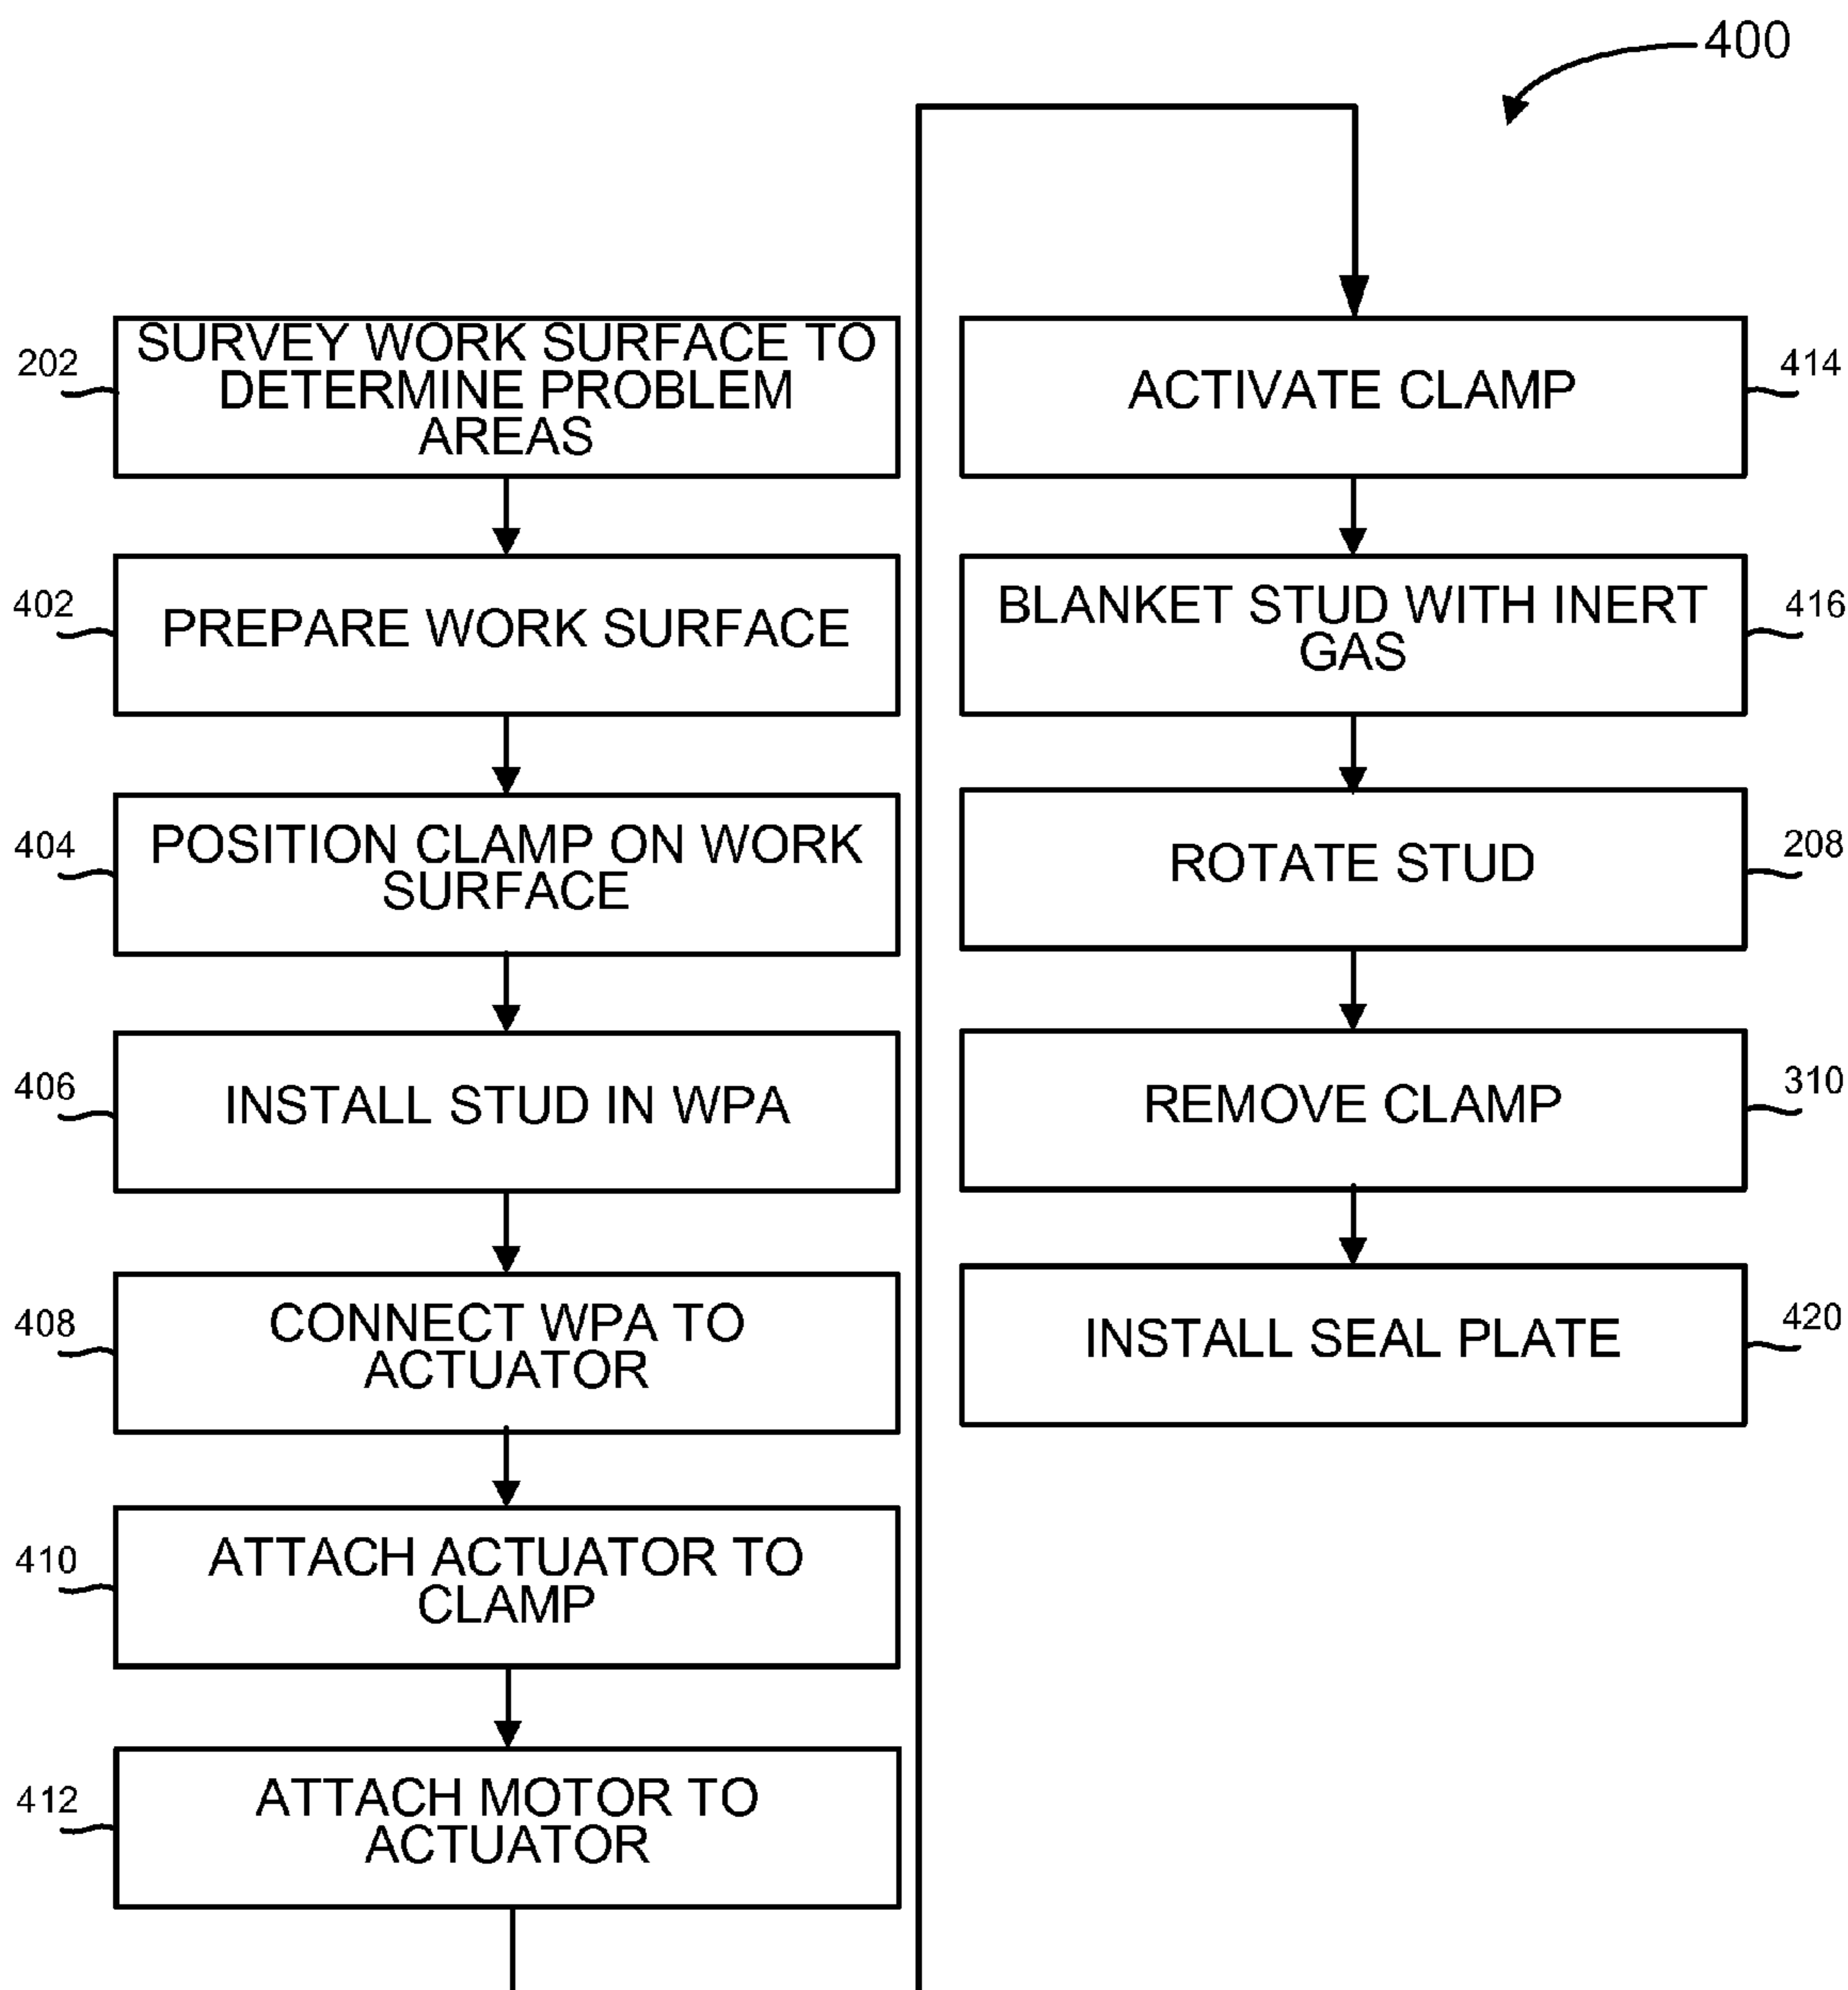 400
202
SURVEY WORK SURFACE TO
DETERMINE PROBLEM
AREAS
402
PREPARE WORK SURFACE
404
POSITION CLAMP ON WORK
SURFACE
406
INSTALL STUD IN WPA
408
CONNECT WPA TO
ACTUATOR
410
ATTACH ACTUATOR TO
CLAMP
412
ATTACH MOTOR TO
ACTUATOR
ACTIVATE CLAMP
414
BLANKET STUD WITH INERT
GAS
416
ROTATE STUD
208
REMOVE CLAMP
310
INSTALL SEAL PLATE
420